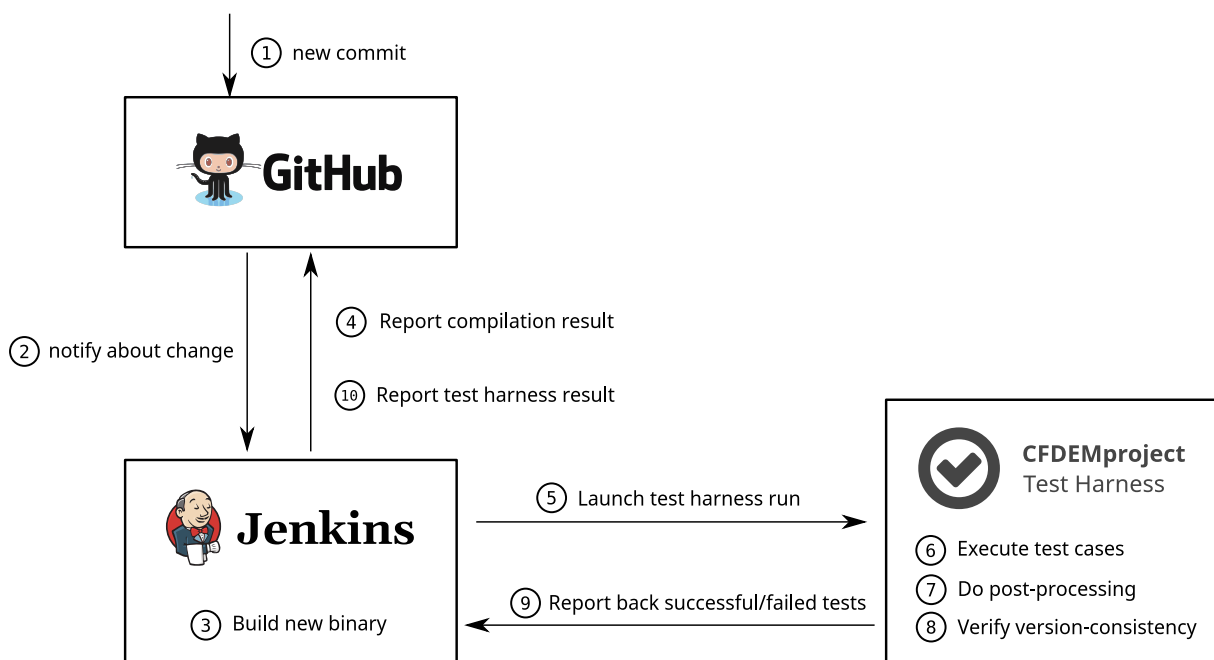 1 new commit
GitHub
4 Report compilation result
2 notify about change
10 Report test harness result
CFDEMproject
Test Harness
5 Launch test harness run
Jenkins
6 Execute test cases
7 Do post-processing
9 Report back successful/failed tests
3 Build new binary
8 Verify version-consistency